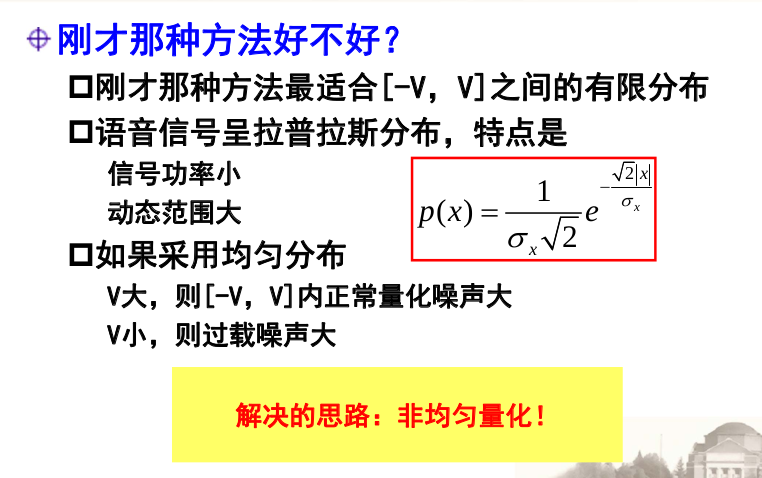 刚才那种方法好不好？
刚才那种方法最适合[-V，V]之间的有限分布
语音信号呈拉普拉斯分布，特点是
信号功率小
动态范围大
p(x) = \frac{1}{σ_x\sqrt{2}} e^{-\frac{\sqrt{2}|x|}{σ_x}}
如果采用均匀分布
V大，则[-V，V]内正常量化噪声大
V小，则过载噪声大
解决的思路：非均匀量化！